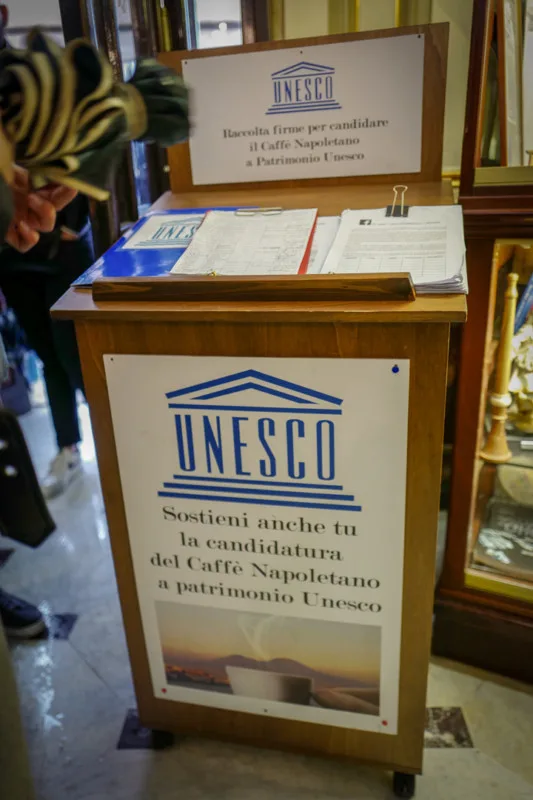 UNESCO
Raccolta firme per candidare
il Caffè Napoletano
a Patrimonio Unesco
UNESCO
UNESCO
Sostieni anche tu
la candidatura
del Caffè Napoletano
a patrimonio Unesco